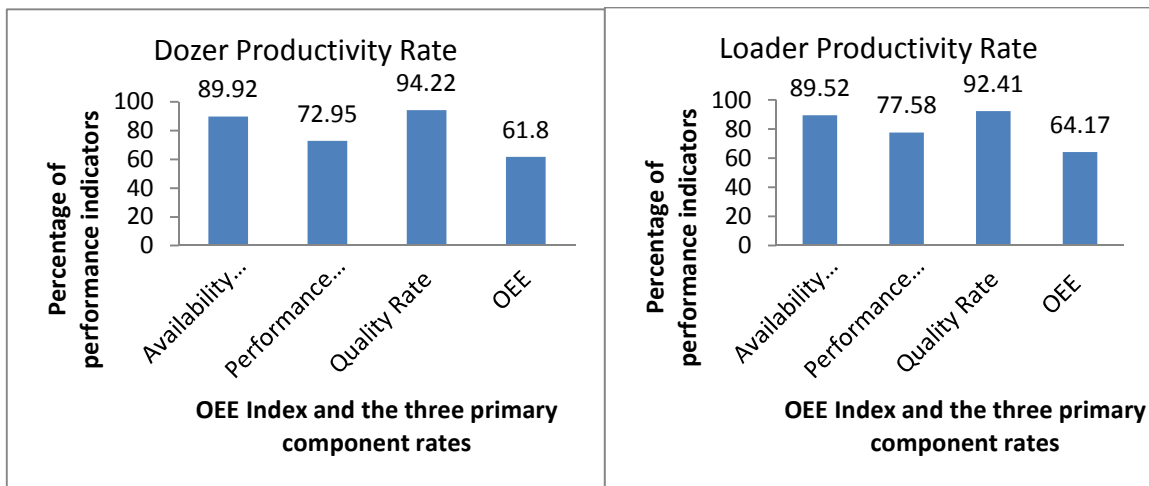 Dozer Productivity Rate
89.92
72.95
94.22
61.8
100
80
60
40
20
0
Percentage of
performance indicators
Availability...
Performance...
Quality Rate
OEE
OEE Index and the three primary
component rates
Loader Productivity Rate
89.52
77.58
92.41
64.17
100
80
60
40
20
0
Percentage of
performance indicators
Availability...
Performance...
Quality Rate
OEE
OEE Index and the three primary
component rates